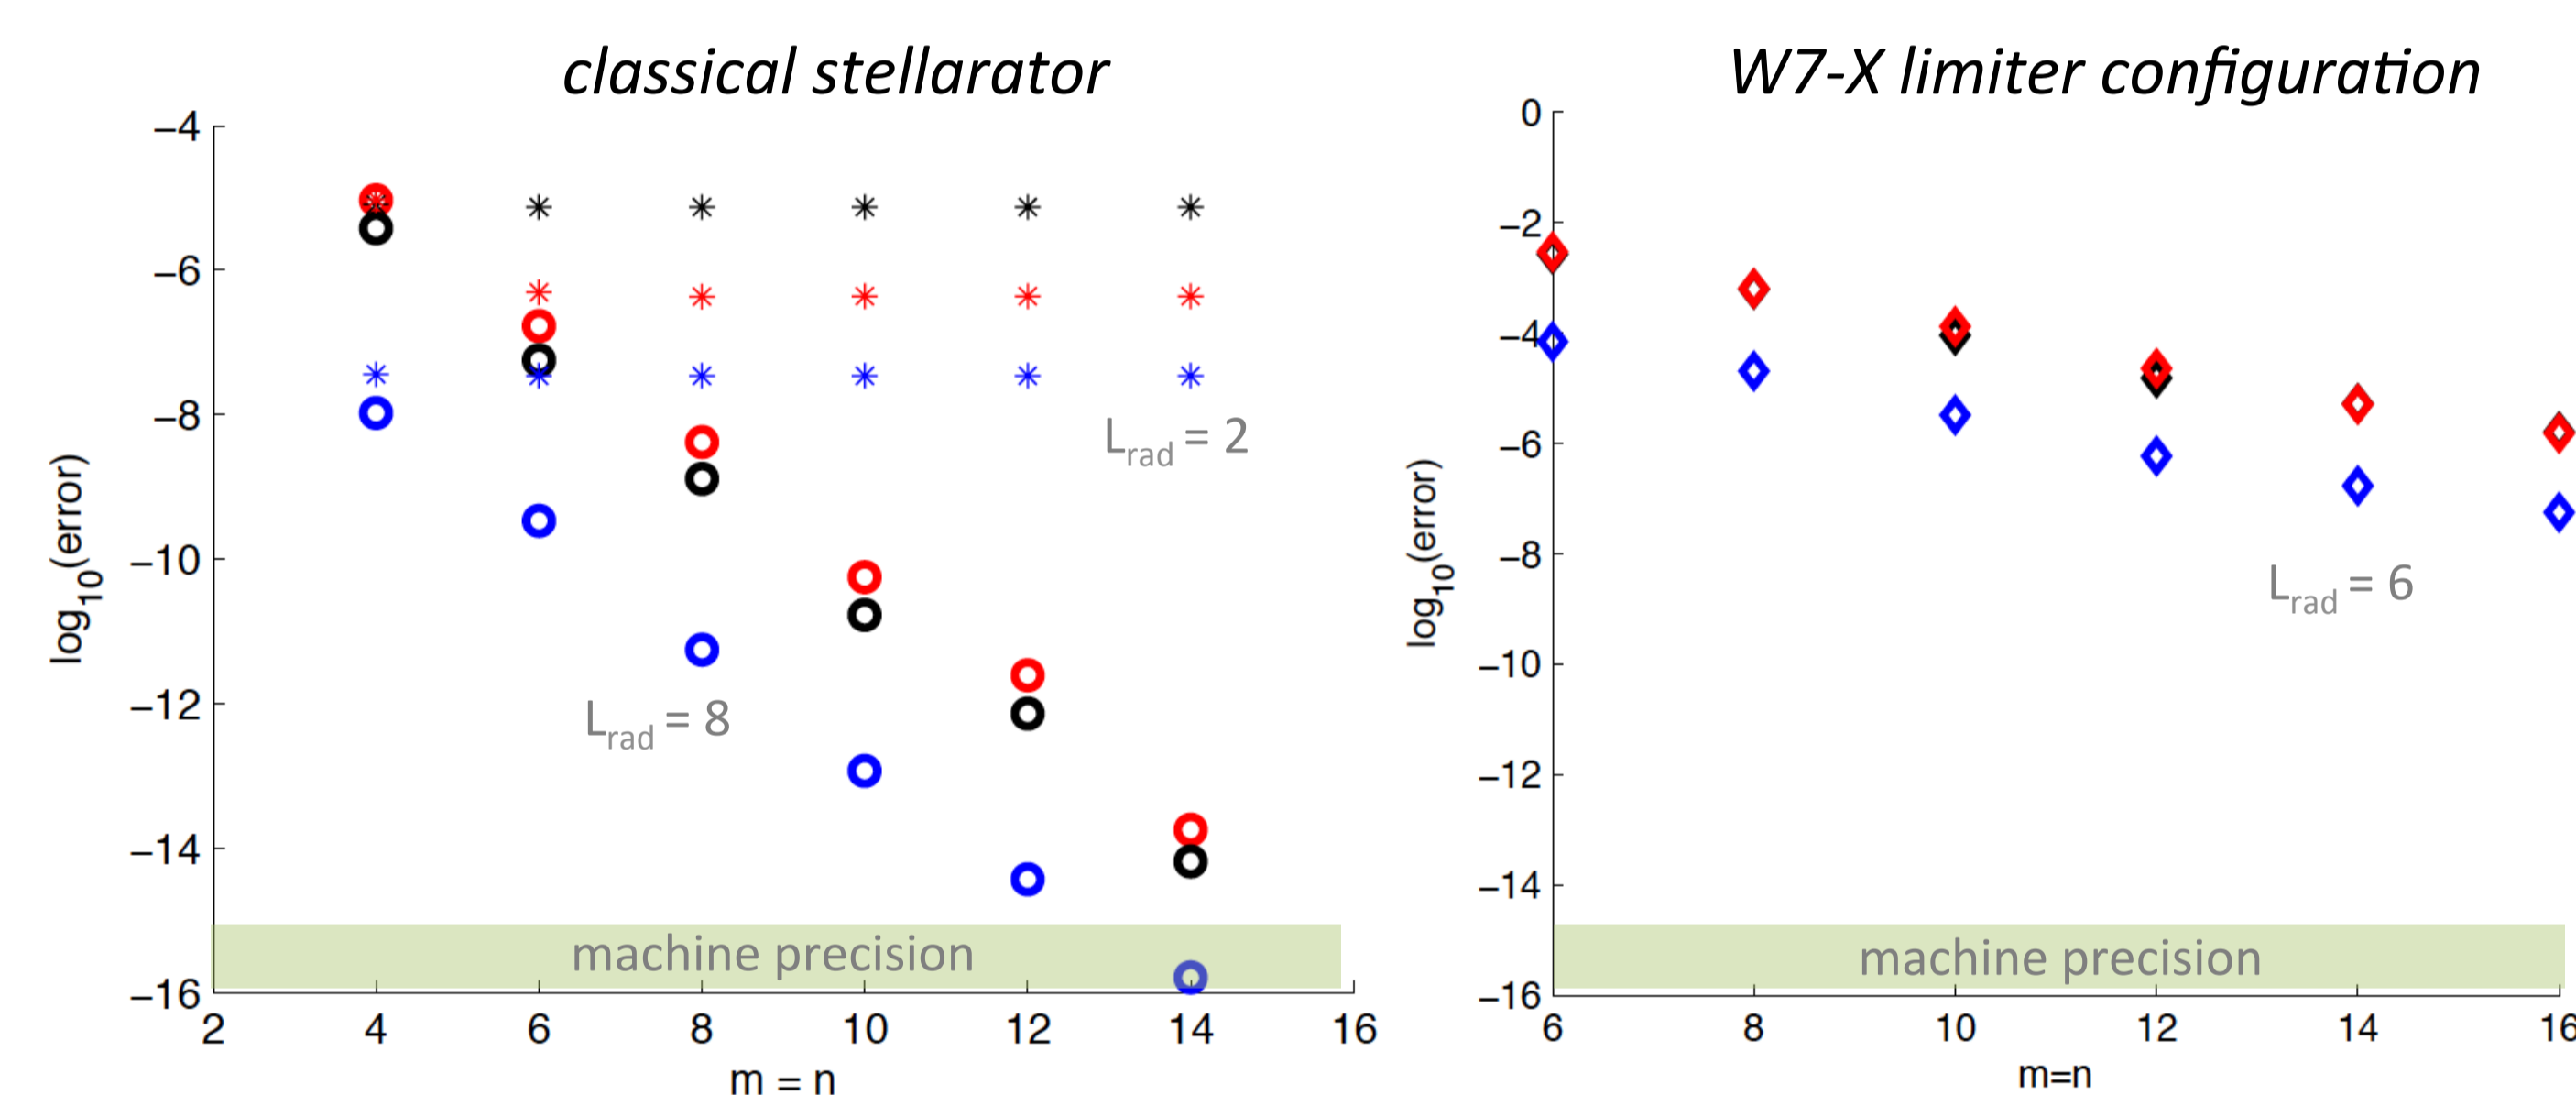 classical stellarator
−4
−6
−8
−10
−12
−14
−16
log10(error)
Lrad = 2
Lrad = 8
machine precision
2 4 6 8 10 12 14 16
m = n
W7-X limiter configuration
0
−2
−4
−6
−8
−10
−12
−14
−16
log10(error)
Lrad = 6
machine precision
6 8 10 12 14 16
m=n